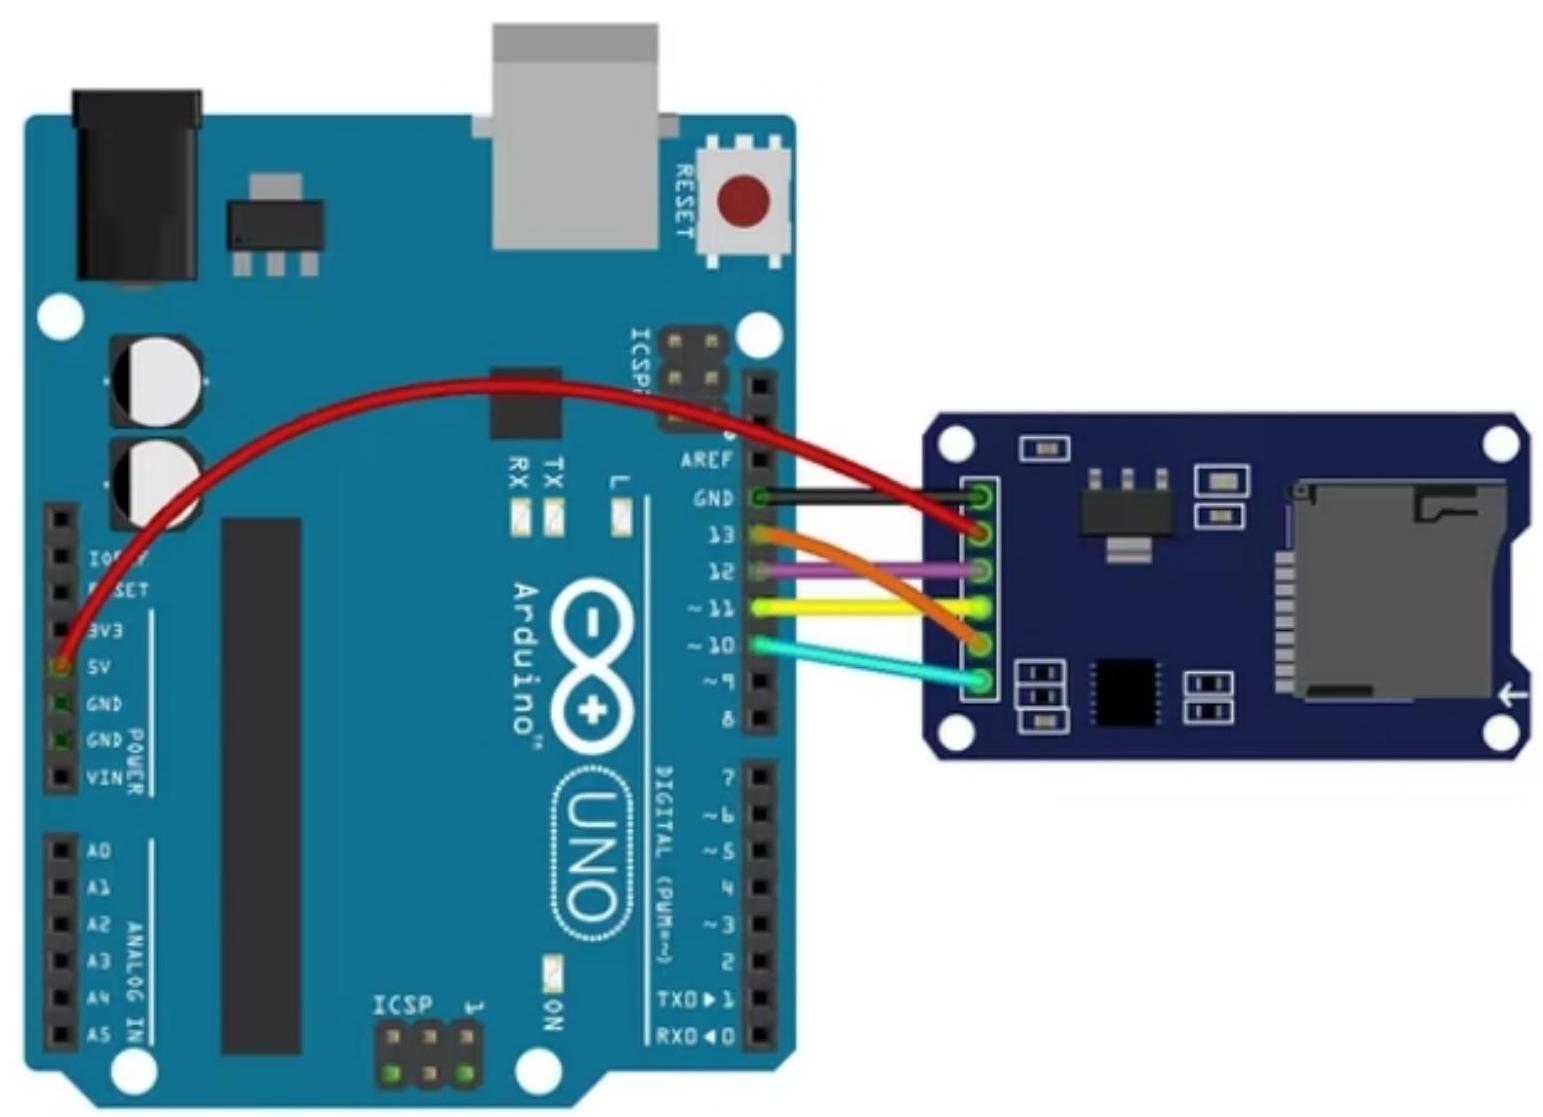 RESET
ICSP
AREF
GND
13
12
~11
~10
~9
8
RX
TX
L
RESET
3V3
5V
GND
GND
VIN
POWER
Arduino™
UNO
DIGITAL (PWM=~)
7
~6
~5
4
~3
2
TX0▶1
RX0◀0
A0
A1
A2
A3
A4
A5
ANALOG IN
ICSP
1
ON